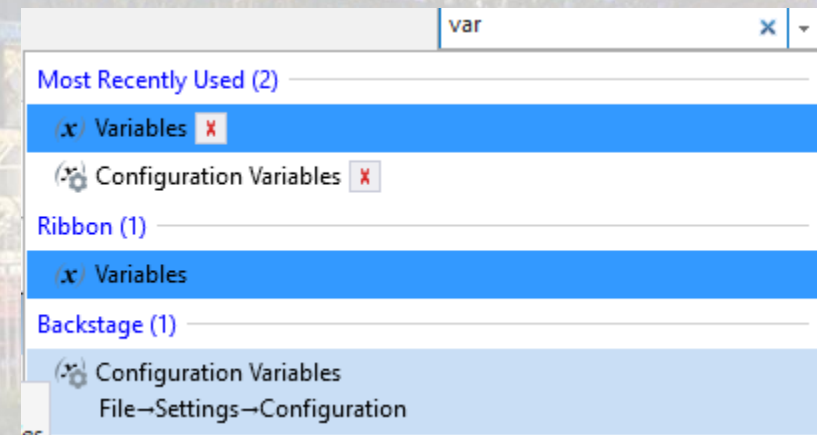 var
Most Recently Used (2)
(x) Variables
(x) Configuration Variables
Ribbon (1)
(x) Variables
Backstage (1)
(x) Configuration Variables
File→Settings→Configuration